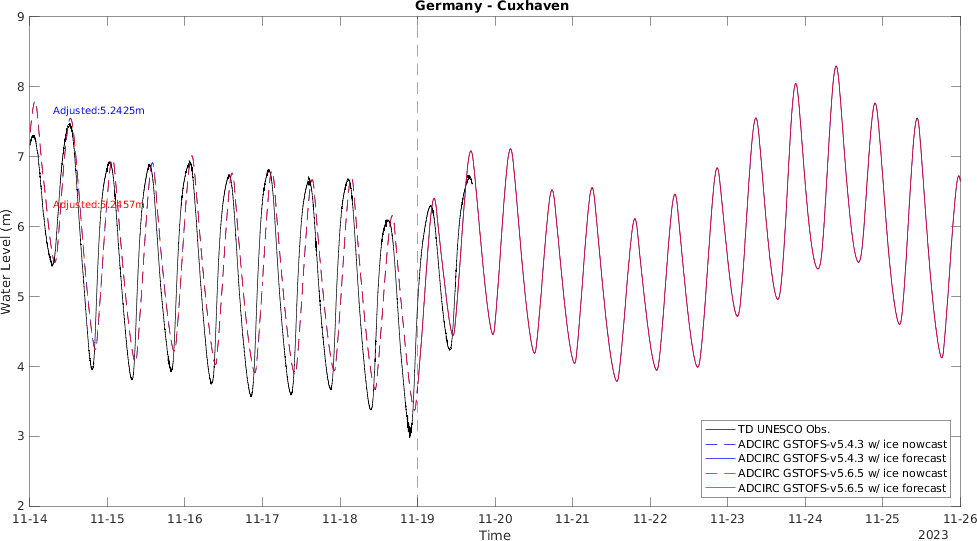 Germany - Cuxhaven
9
8
7
6
5
4
3
2
Water Level (m)
Adjusted:5.2425m
Adjusted:5.2457m
TD UNESCO Obs.
ADCIRC GSTOFS-v5.4.3 w/ ice nowcast
ADCIRC GSTOFS-v5.4.3 w/ ice forecast
ADCIRC GSTOFS-v5.6.5 w/ ice nowcast
ADCIRC GSTOFS-v5.6.5 w/ ice forecast
11-14 11-15 11-16 11-17 11-18 11-19 11-20 11-21 11-22 11-23 11-24 11-25 11-26
Time
2023